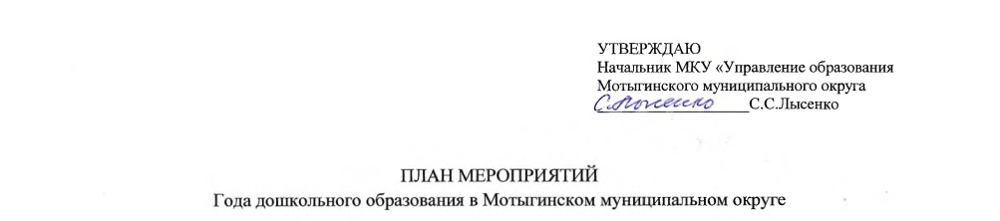 УТВЕРЖДАЮ
Начальник МКУ «Управление образования
Мотыгинского муниципального округа
С.Лысенко С.С.Лысенко
ПЛАН МЕРОПРИЯТИЙ
Года дошкольного образования в Мотыгинском муниципальном округе